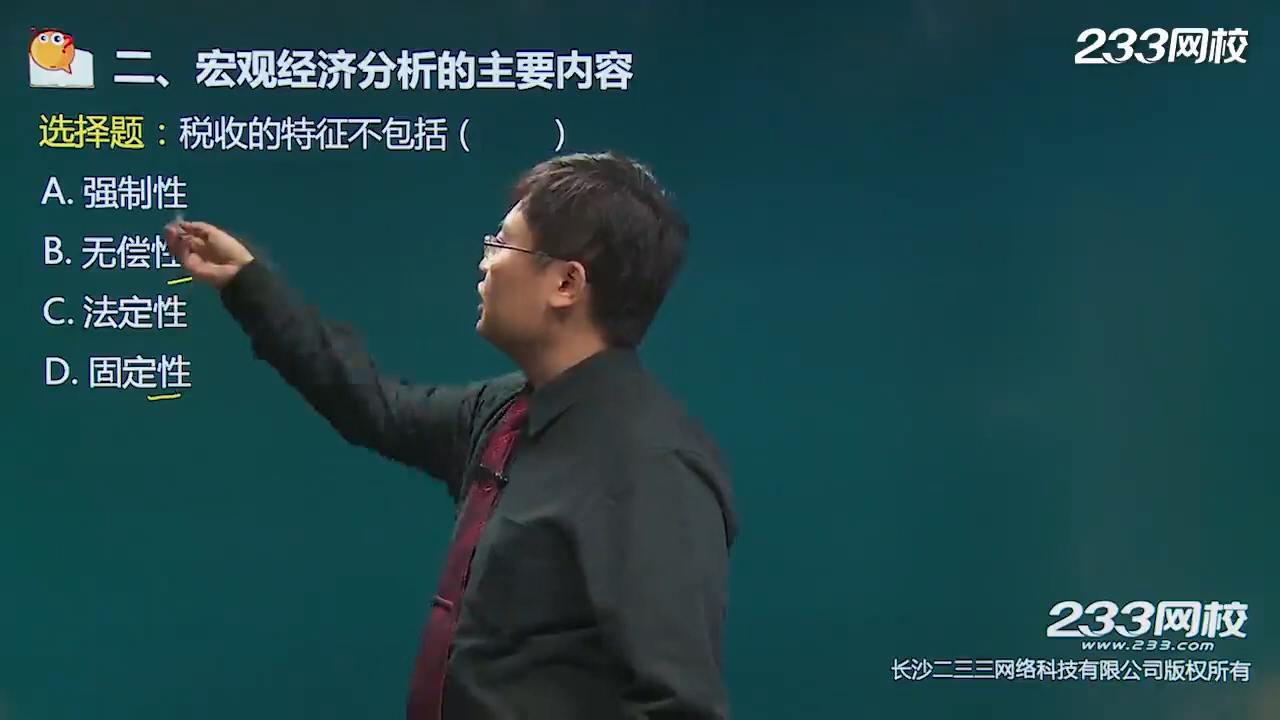 二、宏观经济分析的主要内容
233网校
选择题：税收的特征不包括（　　）
A. 强制性
B. 无偿性
C. 法定性
D. 固定性
233网校
www.233.com
长沙二三三网络科技有限公司版权所有